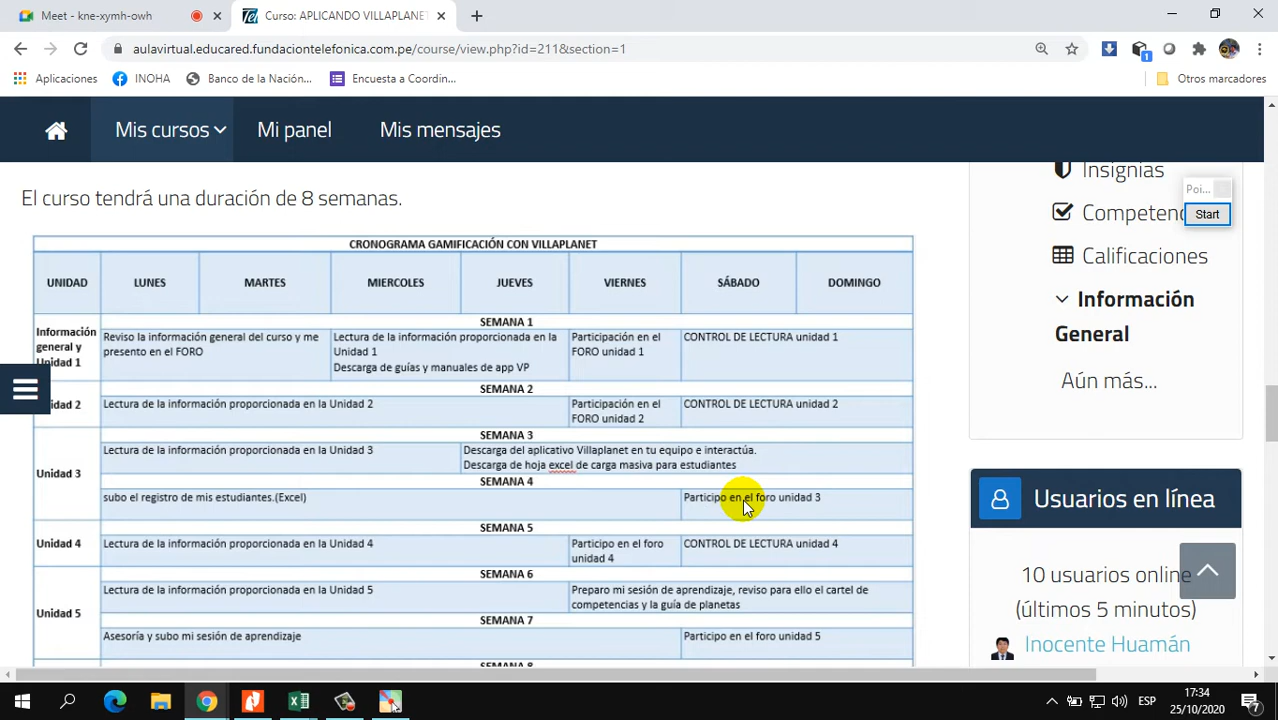 Meet - kne-xymh-owh
Curso: APLICANDO VILLAPLANET
aulavirtual.educared.fundaciontelefonica.com.pe/course/view.php?id=211&section=1
Aplicaciones
INOHA
Banco de la Nación...
Encuesta a Coordin...
Otros marcadores
Mis cursos
Mi panel
Mis mensajes
El curso tendrá una duración de 8 semanas.
CRONOGRAMA GAMIFICACIÓN CON VILLAPLANET
UNIDAD
LUNES
MARTES
MIERCOLES
JUEVES
VIERNES
SÁBADO
DOMINGO
SEMANA 1
Información
general y
Unidad 1
Reviso la información general del curso y me
presento en el FORO
Lectura de la información proporcionada en la
Unidad 1
Descarga de guías y manuales de app VP
Participación en el
FORO unidad 1
CONTROL DE LECTURA unidad 1
SEMANA 2
idad 2
Lectura de la información proporcionada en la Unidad 2
Participación en el
FORO unidad 2
CONTROL DE LECTURA unidad 2
SEMANA 3
Unidad 3
Lectura de la información proporcionada en la Unidad 3
Descarga del aplicativo Villaplanet en tu equipo e interactúa.
Descarga de hoja excel de carga masiva para estudiantes
SEMANA 4
subo el registro de mis estudiantes.(Excel)
Participo en el foro unidad 3
SEMANA 5
Unidad 4
Lectura de la información proporcionada en la Unidad 4
Participo en el foro
unidad 4
CONTROL DE LECTURA unidad 4
SEMANA 6
Unidad 5
Lectura de la información proporcionada en la Unidad 5
Preparo mi sesión de aprendizaje, reviso para ello el cartel de
competencias y la guía de planetas
SEMANA 7
Asesoría y subo mi sesión de aprendizaje
Participo en el foro unidad 5
SEMANA 8
Insignias
Poi...
Start
Competenc
Calificaciones
Información
General
Aún más...
Usuarios en línea
10 usuarios online
(últimos 5 minutos)
Inocente Huamán
ESP
17:34
25/10/2020
7